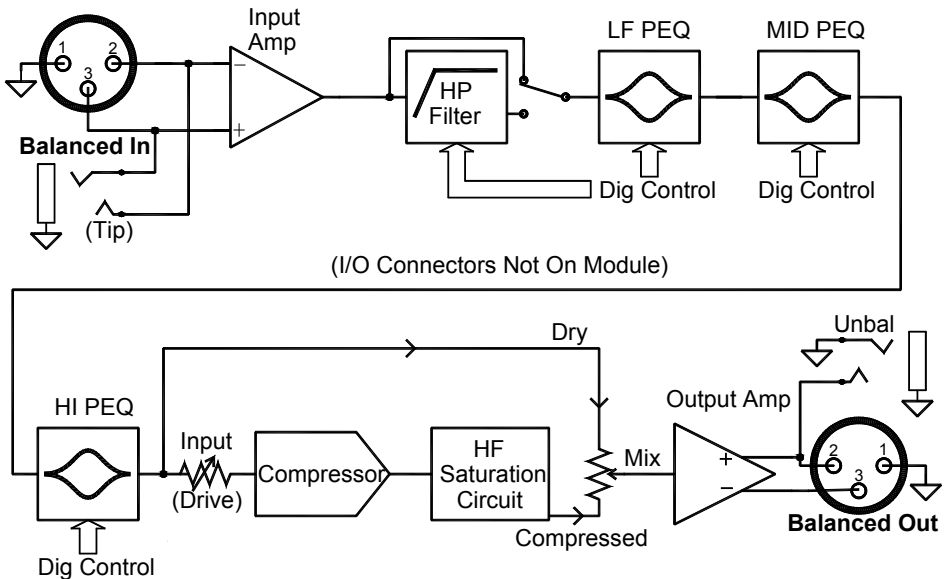 Input
Amp
LF PEQ
MID PEQ
1
2
3
−
+
HP
Filter
Balanced In
(Tip)
Dig Control
Dig Control
(I/O Connectors Not On Module)
Dry
Unbal
HI PEQ
Output Amp
Input
(Drive)
Compressor
HF
Saturation
Circuit
Mix
+
−
2
1
3
Compressed
Balanced Out
Dig Control